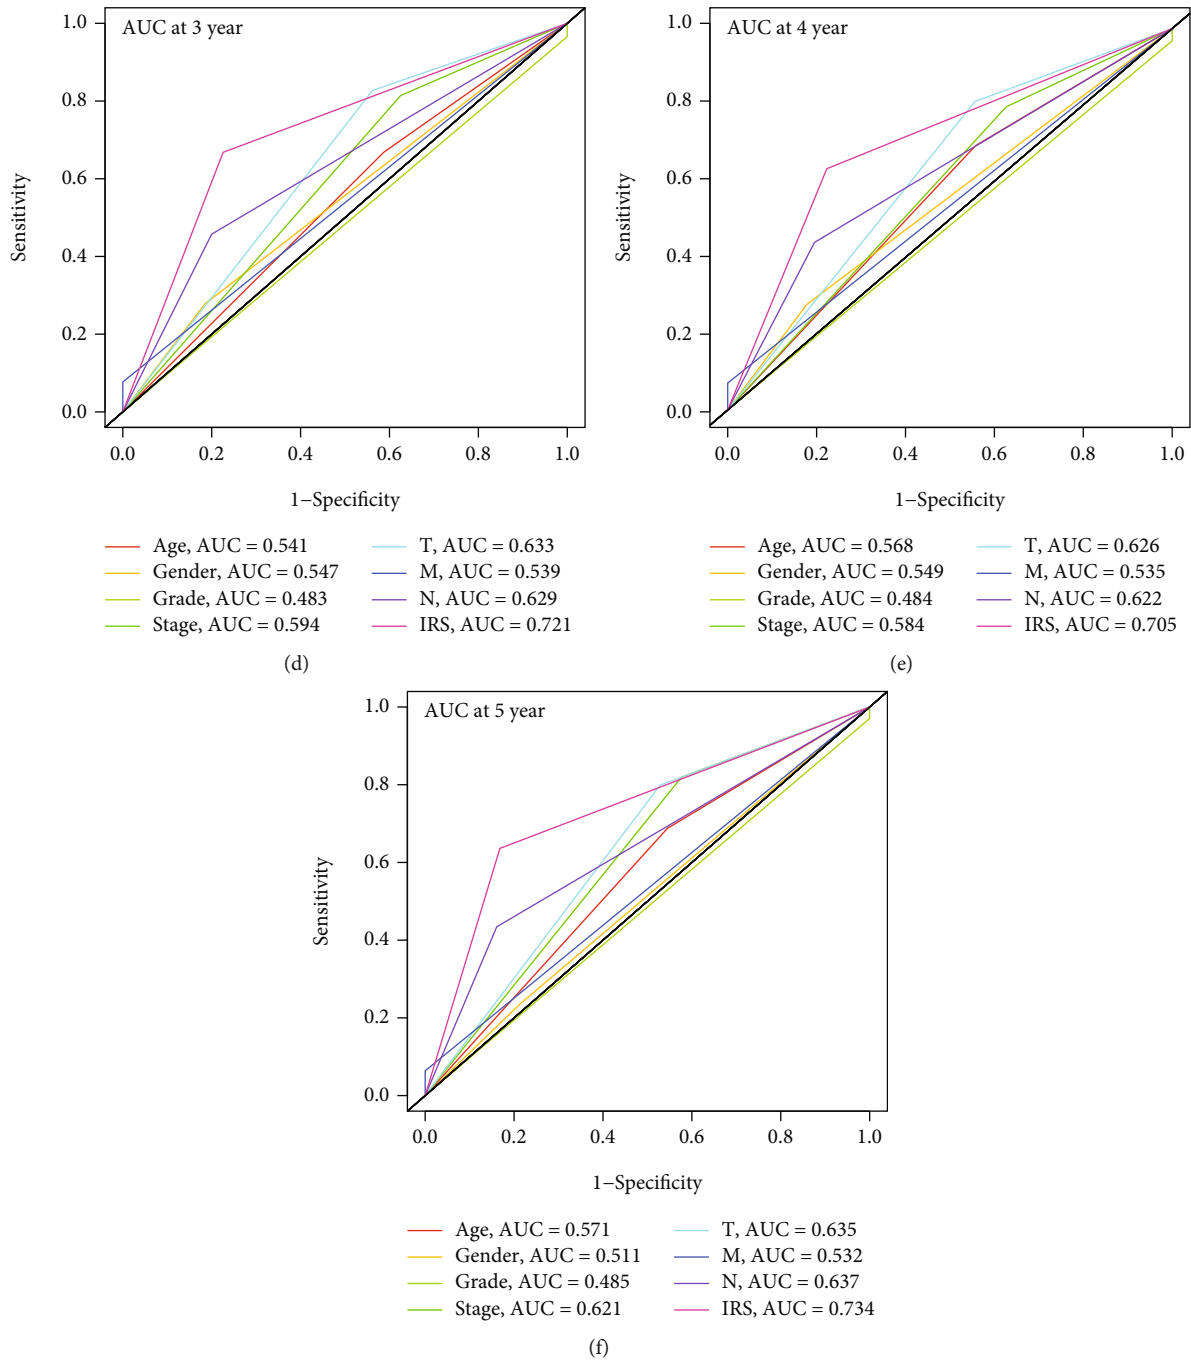 AUC at 3 year
1.0
0.8
0.6
0.4
0.2
0.0
Sensitivity
0.0 0.2 0.4 0.6 0.8 1.0
1−Specificity
Age, AUC = 0.541
Gender, AUC = 0.547
Grade, AUC = 0.483
Stage, AUC = 0.594
T, AUC = 0.633
M, AUC = 0.539
N, AUC = 0.629
IRS, AUC = 0.721
(d)
AUC at 4 year
1.0
0.8
0.6
0.4
0.2
0.0
Sensitivity
0.0 0.2 0.4 0.6 0.8 1.0
1−Specificity
Age, AUC = 0.568
Gender, AUC = 0.549
Grade, AUC = 0.484
Stage, AUC = 0.584
T, AUC = 0.626
M, AUC = 0.535
N, AUC = 0.622
IRS, AUC = 0.705
(e)
AUC at 5 year
1.0
0.8
0.6
0.4
0.2
0.0
Sensitivity
0.0 0.2 0.4 0.6 0.8 1.0
1−Specificity
Age, AUC = 0.571
Gender, AUC = 0.511
Grade, AUC = 0.485
Stage, AUC = 0.621
T, AUC = 0.635
M, AUC = 0.532
N, AUC = 0.637
IRS, AUC = 0.734
(f)